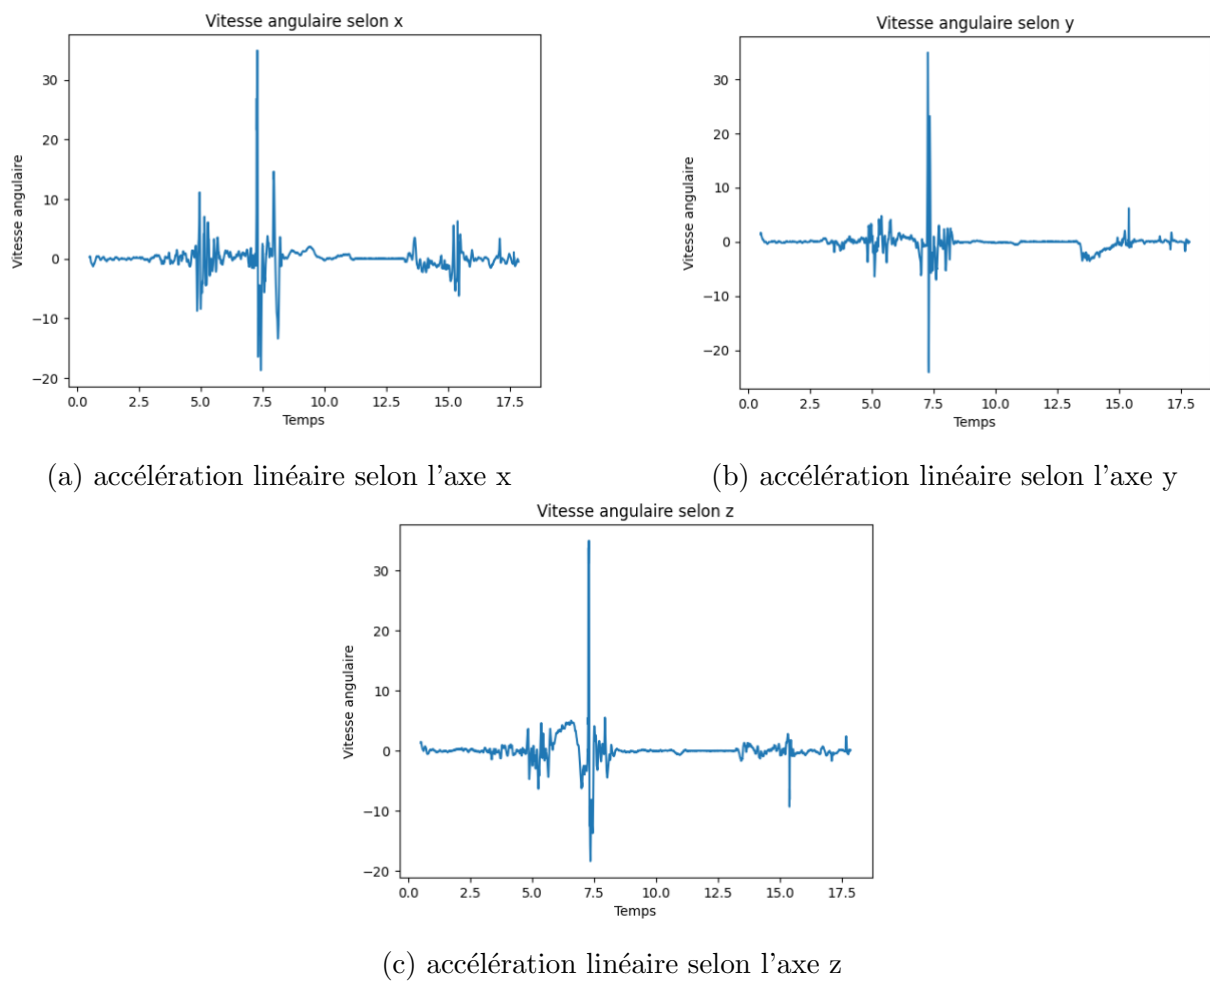 Vitesse angulaire selon x
Vitesse angulaire
30
20
10
0
−10
−20
0.0 2.5 5.0 7.5 10.0 12.5 15.0 17.5
Temps
(a) accélération linéaire selon l'axe x
Vitesse angulaire selon y
Vitesse angulaire
30
20
10
0
−10
−20
0.0 2.5 5.0 7.5 10.0 12.5 15.0 17.5
Temps
(b) accélération linéaire selon l'axe y
Vitesse angulaire selon z
Vitesse angulaire
30
20
10
0
−10
−20
0.0 2.5 5.0 7.5 10.0 12.5 15.0 17.5
Temps
(c) accélération linéaire selon l'axe z